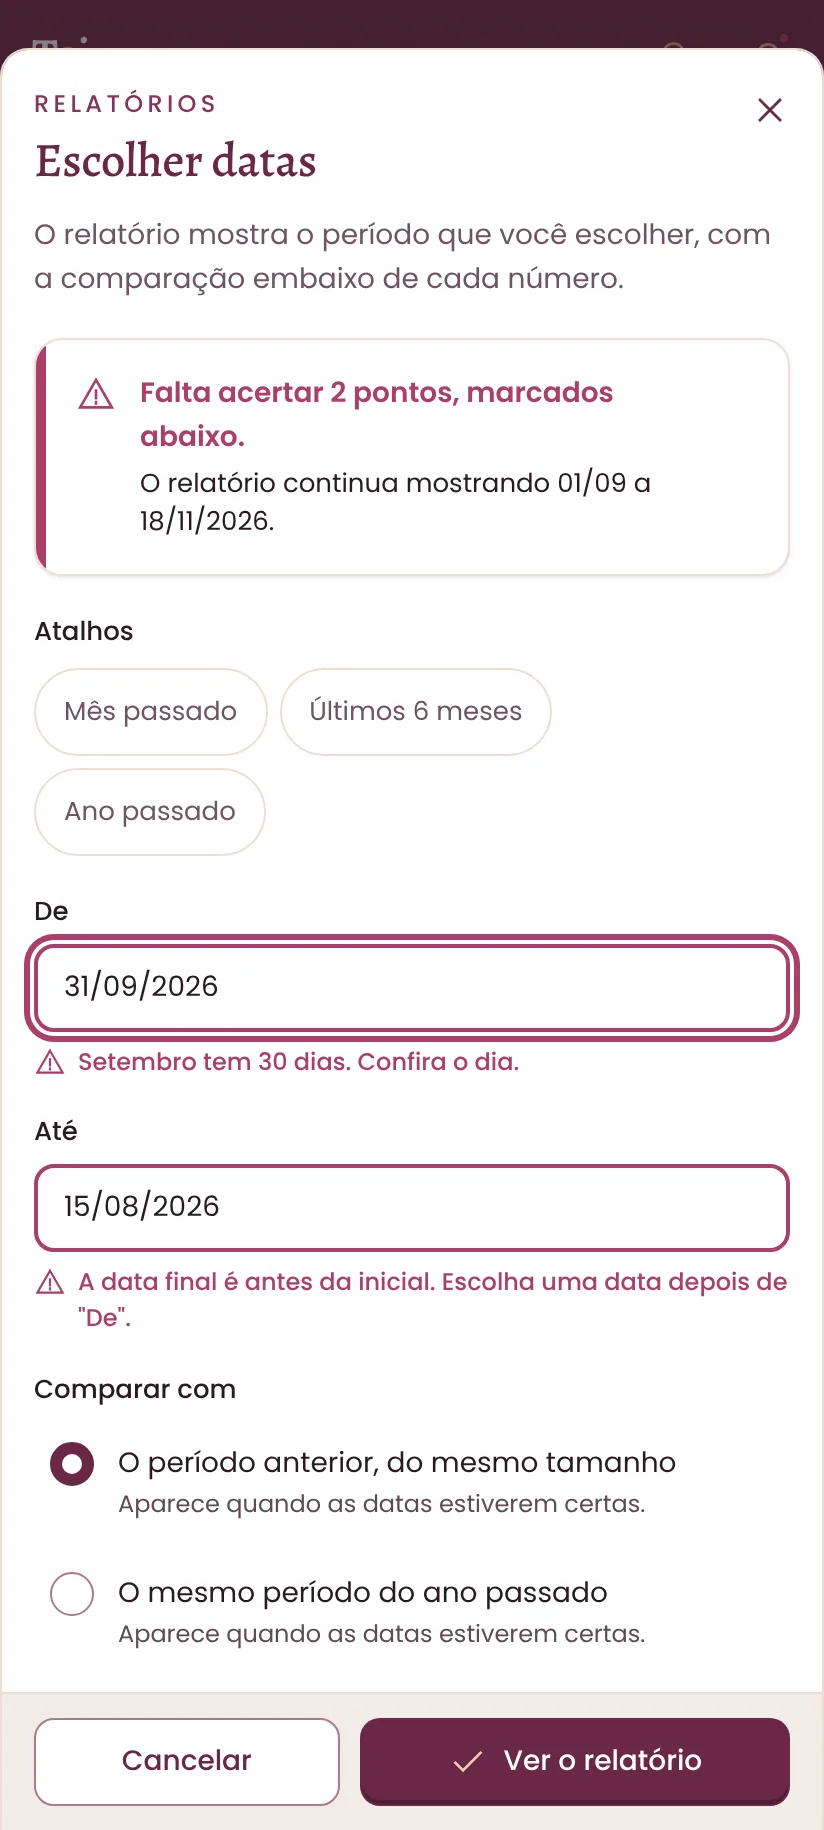 RELATÓRIOS
Escolher datas
O relatório mostra o período que você escolher, com
a comparação embaixo de cada número.
Falta acertar 2 pontos, marcados
abaixo.
O relatório continua mostrando 01/09 a
18/11/2026.
Atalhos
Mês passado
Últimos 6 meses
Ano passado
De
31/09/2026
Setembro tem 30 dias. Confira o dia.
Até
15/08/2026
A data final é antes da inicial. Escolha uma data depois de
"De".
Comparar com
O período anterior, do mesmo tamanho
Aparece quando as datas estiverem certas.
O mesmo período do ano passado
Aparece quando as datas estiverem certas.
Cancelar
Ver o relatório